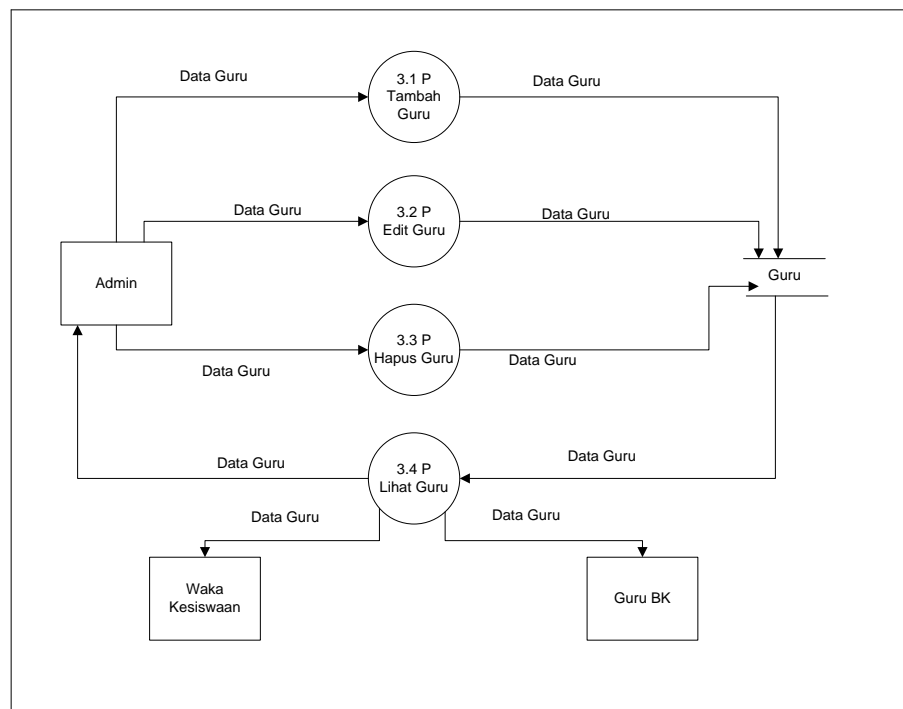 Data Guru
3.1 P
Tambah
Guru
Data Guru
Data Guru
3.2 P
Edit Guru
Data Guru
Admin
Guru
3.3 P
Hapus Guru
Data Guru
Data Guru
Data Guru
3.4 P
Lihat Guru
Data Guru
Data Guru
Data Guru
Waka
Kesiswaan
Guru BK